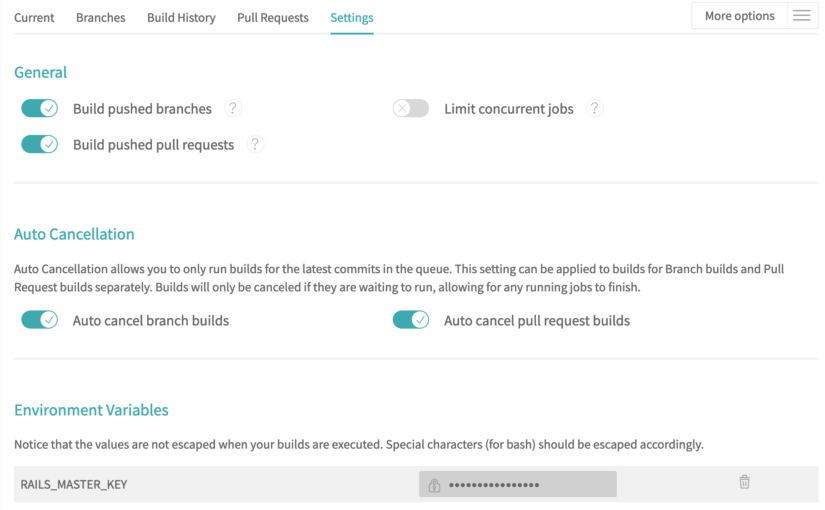 Current Branches Build History Pull Requests Settings More options
General
Build pushed branches ? Limit concurrent jobs ?
Build pushed pull requests ?
Auto Cancellation
Auto Cancellation allows you to only run builds for the latest commits in the queue. This setting can be applied to builds for Branch builds and Pull
Request builds separately. Builds will only be canceled if they are waiting to run, allowing for any running jobs to finish.
Auto cancel branch builds Auto cancel pull request builds
Environment Variables
Notice that the values are not escaped when your builds are executed. Special characters (for bash) should be escaped accordingly.
RAILS_MASTER_KEY ••••••••••••••••